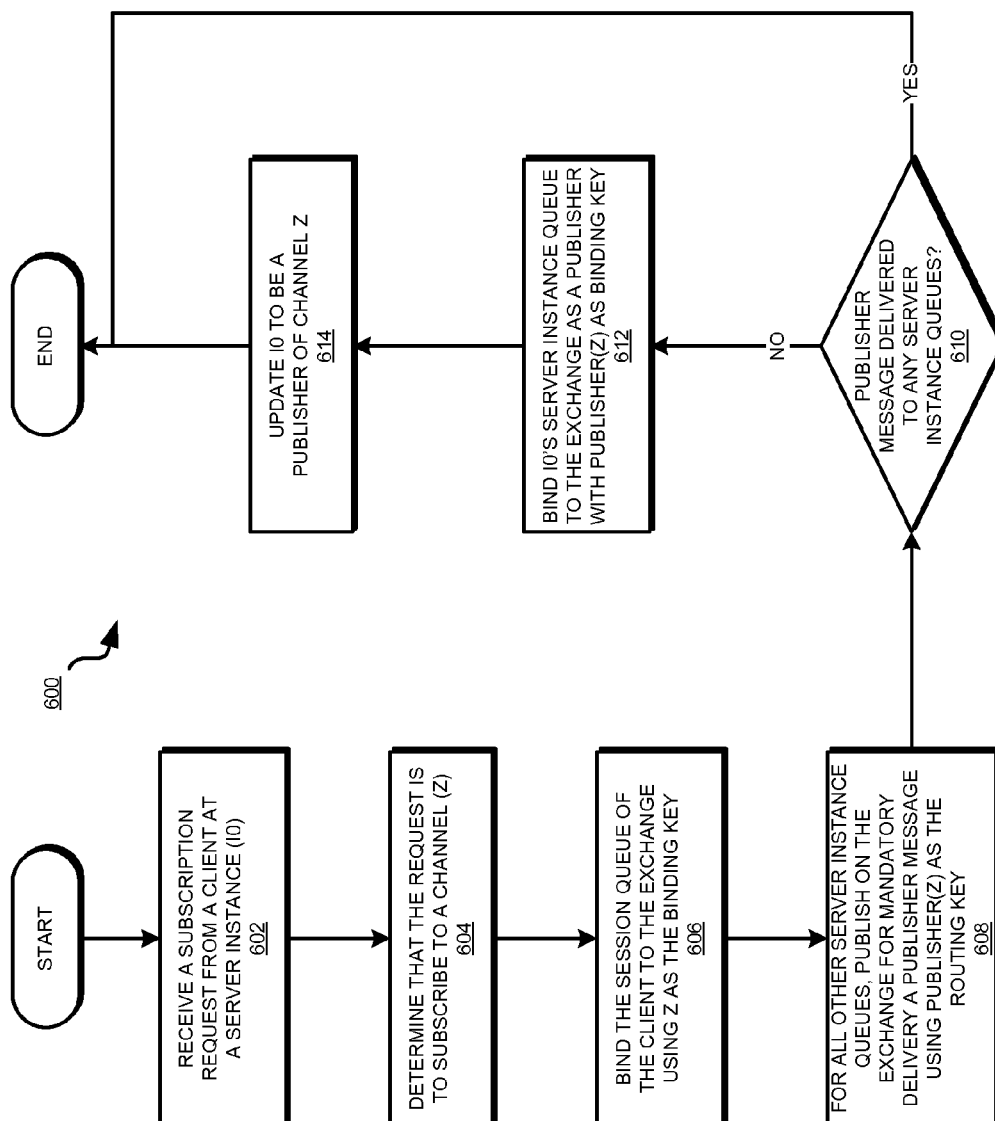 600
START
RECEIVE A SUBSCRIPTION
REQUEST FROM A CLIENT AT
A SERVER INSTANCE (I0)
602
DETERMINE THAT THE REQUEST IS
TO SUBSCRIBE TO A CHANNEL (Z)
604
BIND THE SESSION QUEUE OF
THE CLIENT TO THE EXCHANGE
USING Z AS THE BINDING KEY
606
FOR ALL OTHER SERVER INSTANCE
QUEUES, PUBLISH ON THE
EXCHANGE FOR MANDATORY
DELIVERY A PUBLISHER MESSAGE
USING PUBLISHER(Z) AS THE
ROUTING KEY
608
PUBLISHER
MESSAGE DELIVERED
TO ANY SERVER
INSTANCE QUEUES?
610
NO
YES
BIND I0'S SERVER INSTANCE QUEUE
TO THE EXCHANGE AS A PUBLISHER
WITH PUBLISHER(Z) AS BINDING KEY
612
UPDATE I0 TO BE A
PUBLISHER OF CHANNEL Z
614
END